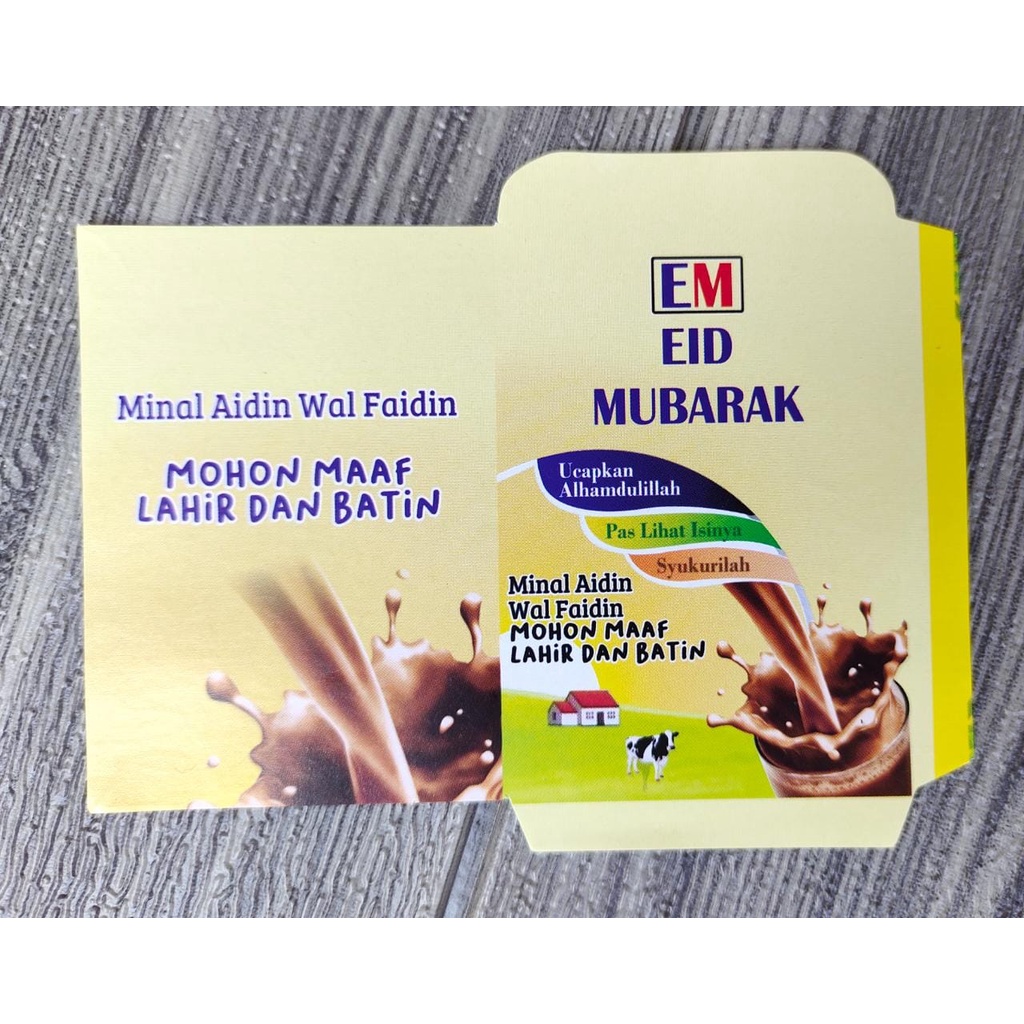 Minal Aidin Wal Faidin
MOHON MAAF
LAHiR DAN BATiN
EM
EID
MUBARAK
Ucapkan
Alhamdulillah
Pas Lihat Isinya
Syukurilah
Minal Aidin
Wal Faidin
MOHON MAAF
LAHiR DAN BATiN